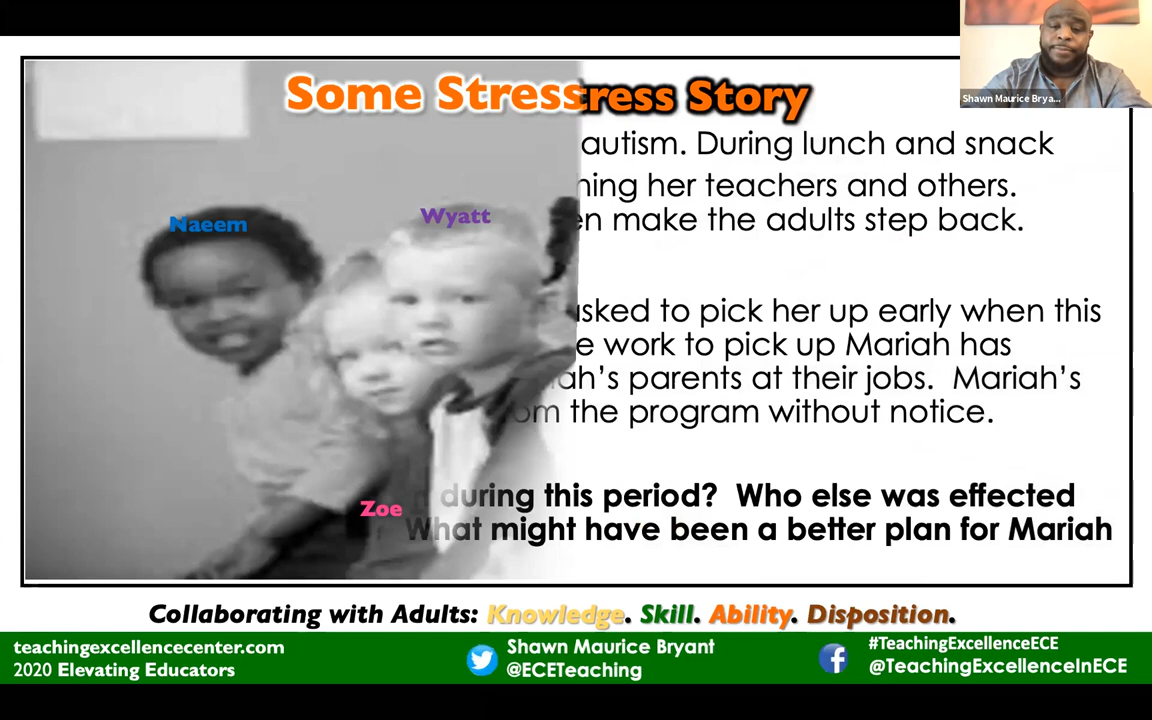 Some Stress
tress Story
Shawn Maurice Brya...
autism. During lunch and snack
Naeem
Wyatt
ning her teachers and others.
en make the adults step back.
asked to pick her up early when this
e work to pick up Mariah has
iah's parents at their jobs. Mariah's
om the program without notice.
during this period? Who else was effected
Zoe
What might have been a better plan for Mariah
Collaborating with Adults: Knowledge. Skill. Ability. Disposition.
teachingexcellencecenter.com
2020 Elevating Educators
Shawn Maurice Bryant
@ECETeaching
#TeachingExcellenceECE
@TeachingExcellenceInECE